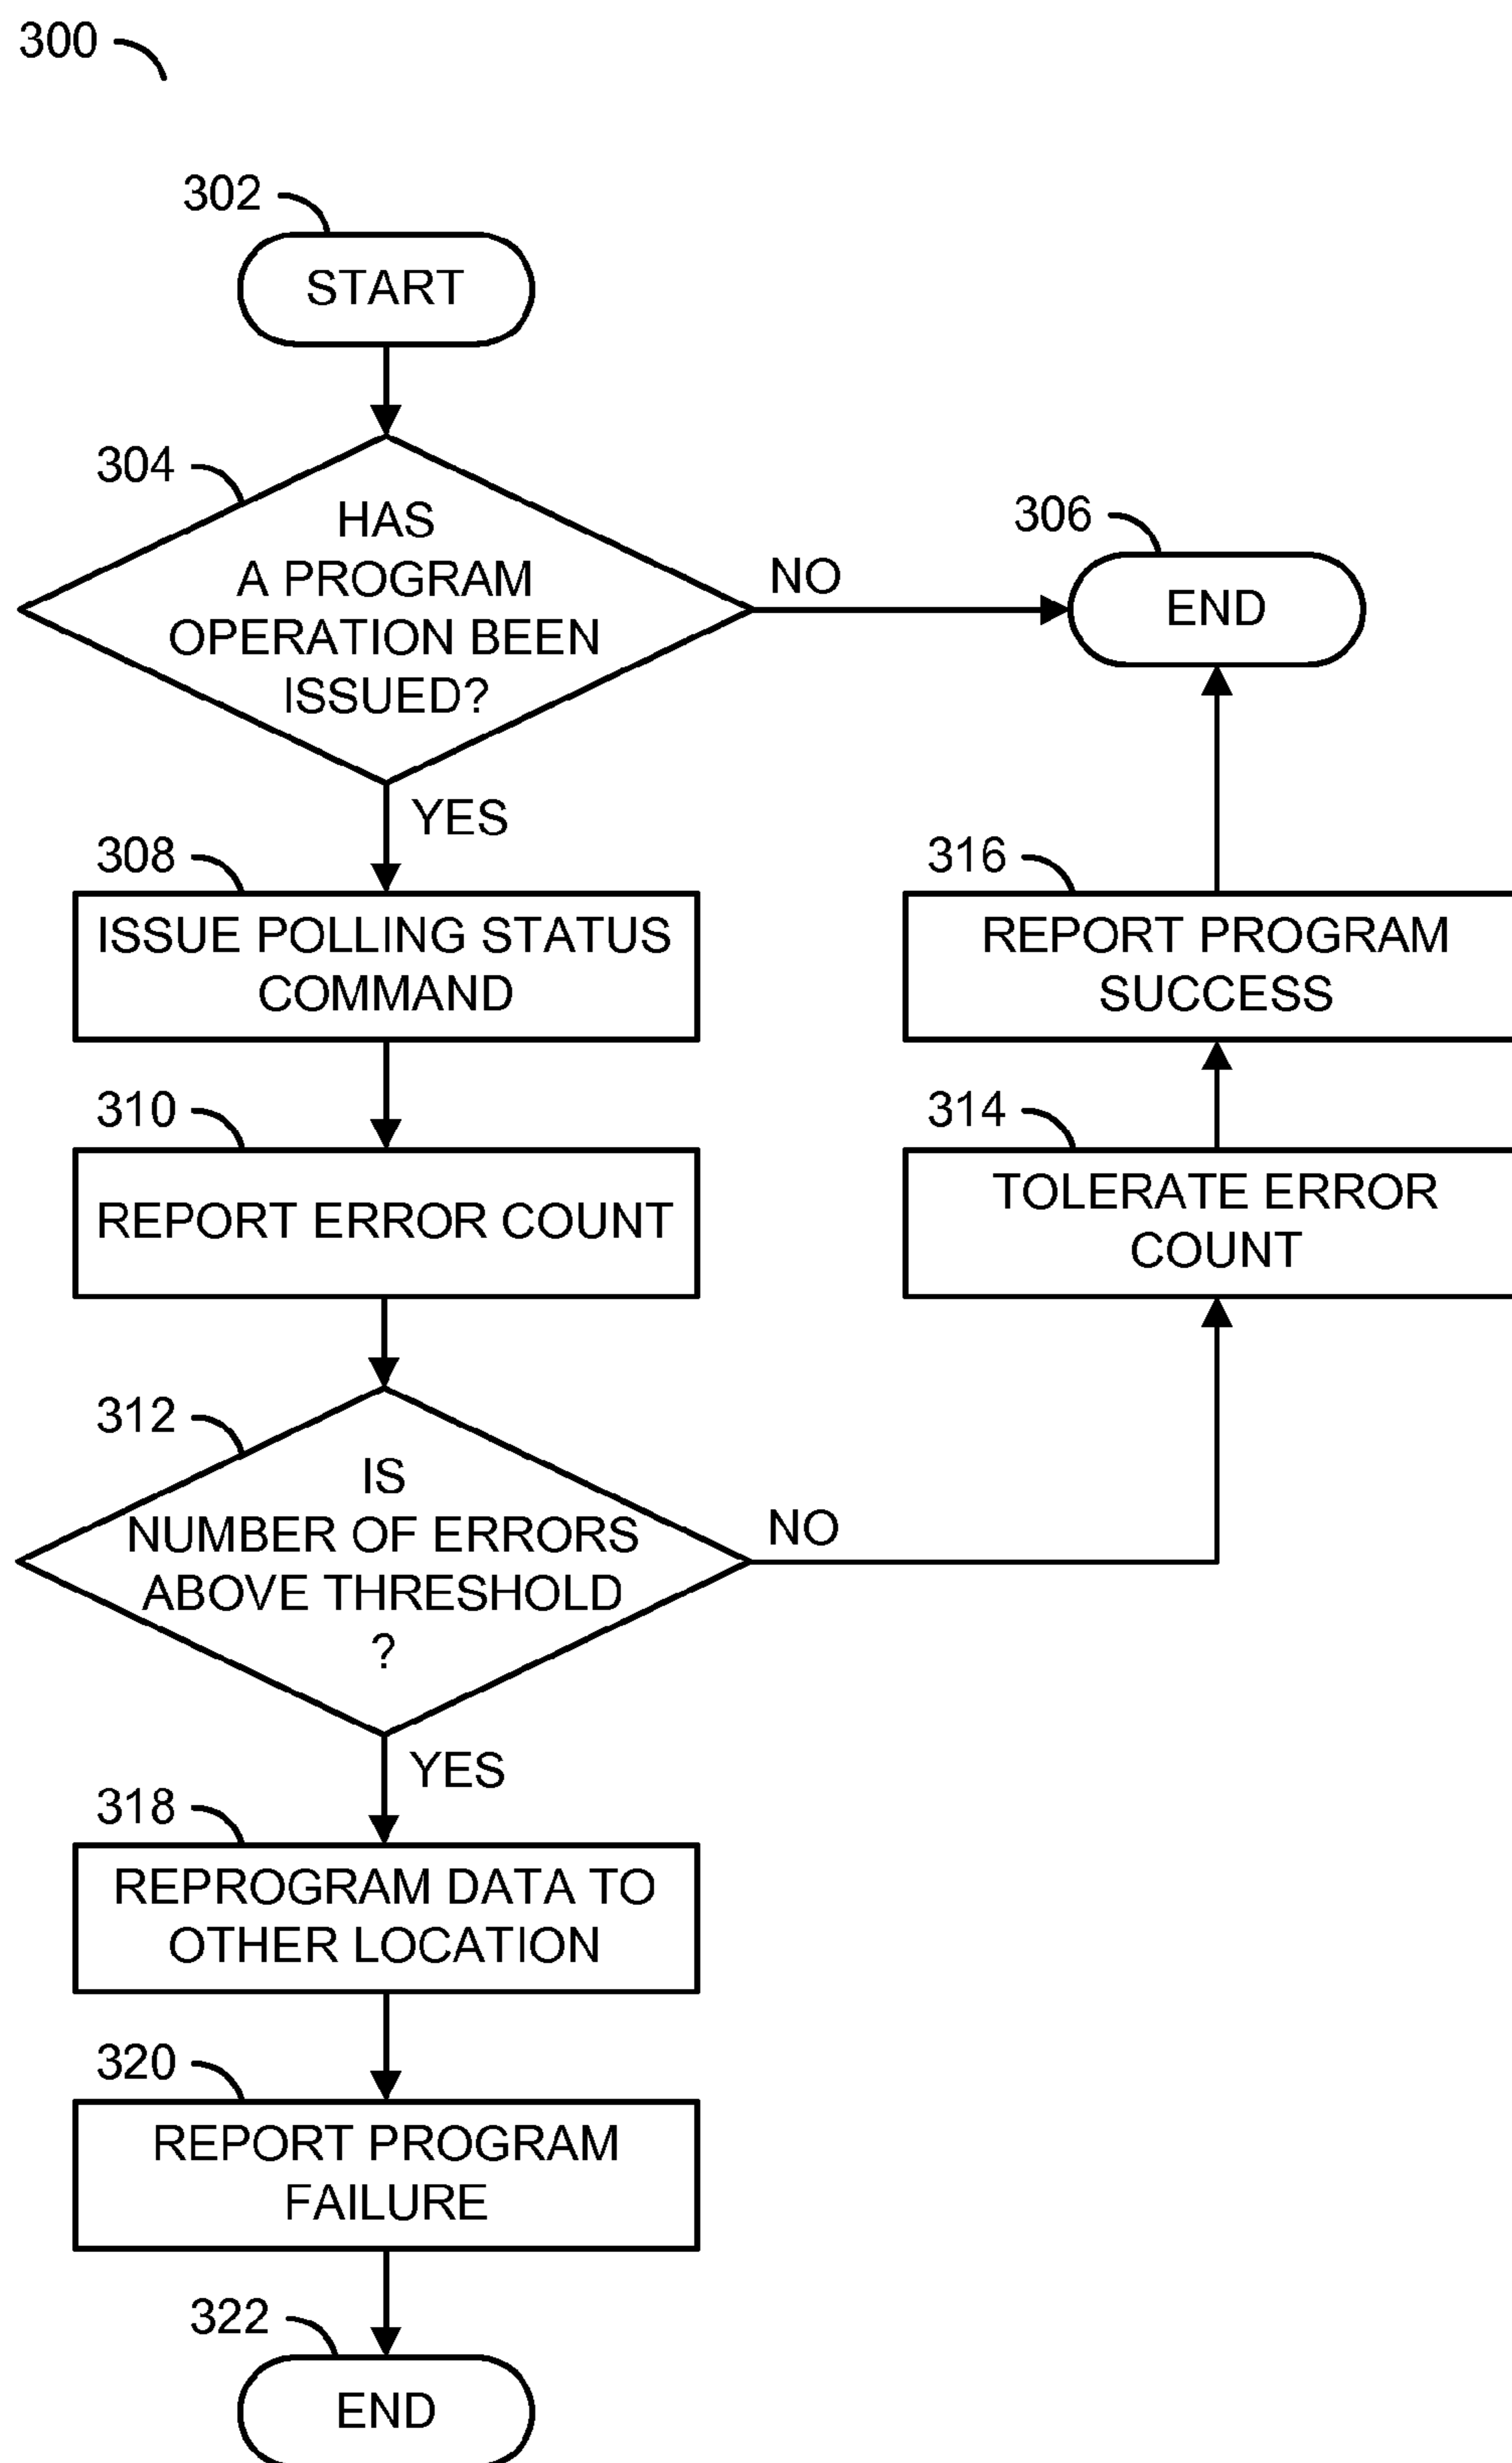 300
302
START
304
HAS
A PROGRAM
OPERATION BEEN
ISSUED?
NO
306
END
YES
308
ISSUE POLLING STATUS
COMMAND
316
REPORT PROGRAM
SUCCESS
310
REPORT ERROR COUNT
314
TOLERATE ERROR
COUNT
312
IS
NUMBER OF ERRORS
ABOVE THRESHOLD
?
NO
YES
318
REPROGRAM DATA TO
OTHER LOCATION
320
REPORT PROGRAM
FAILURE
322
END